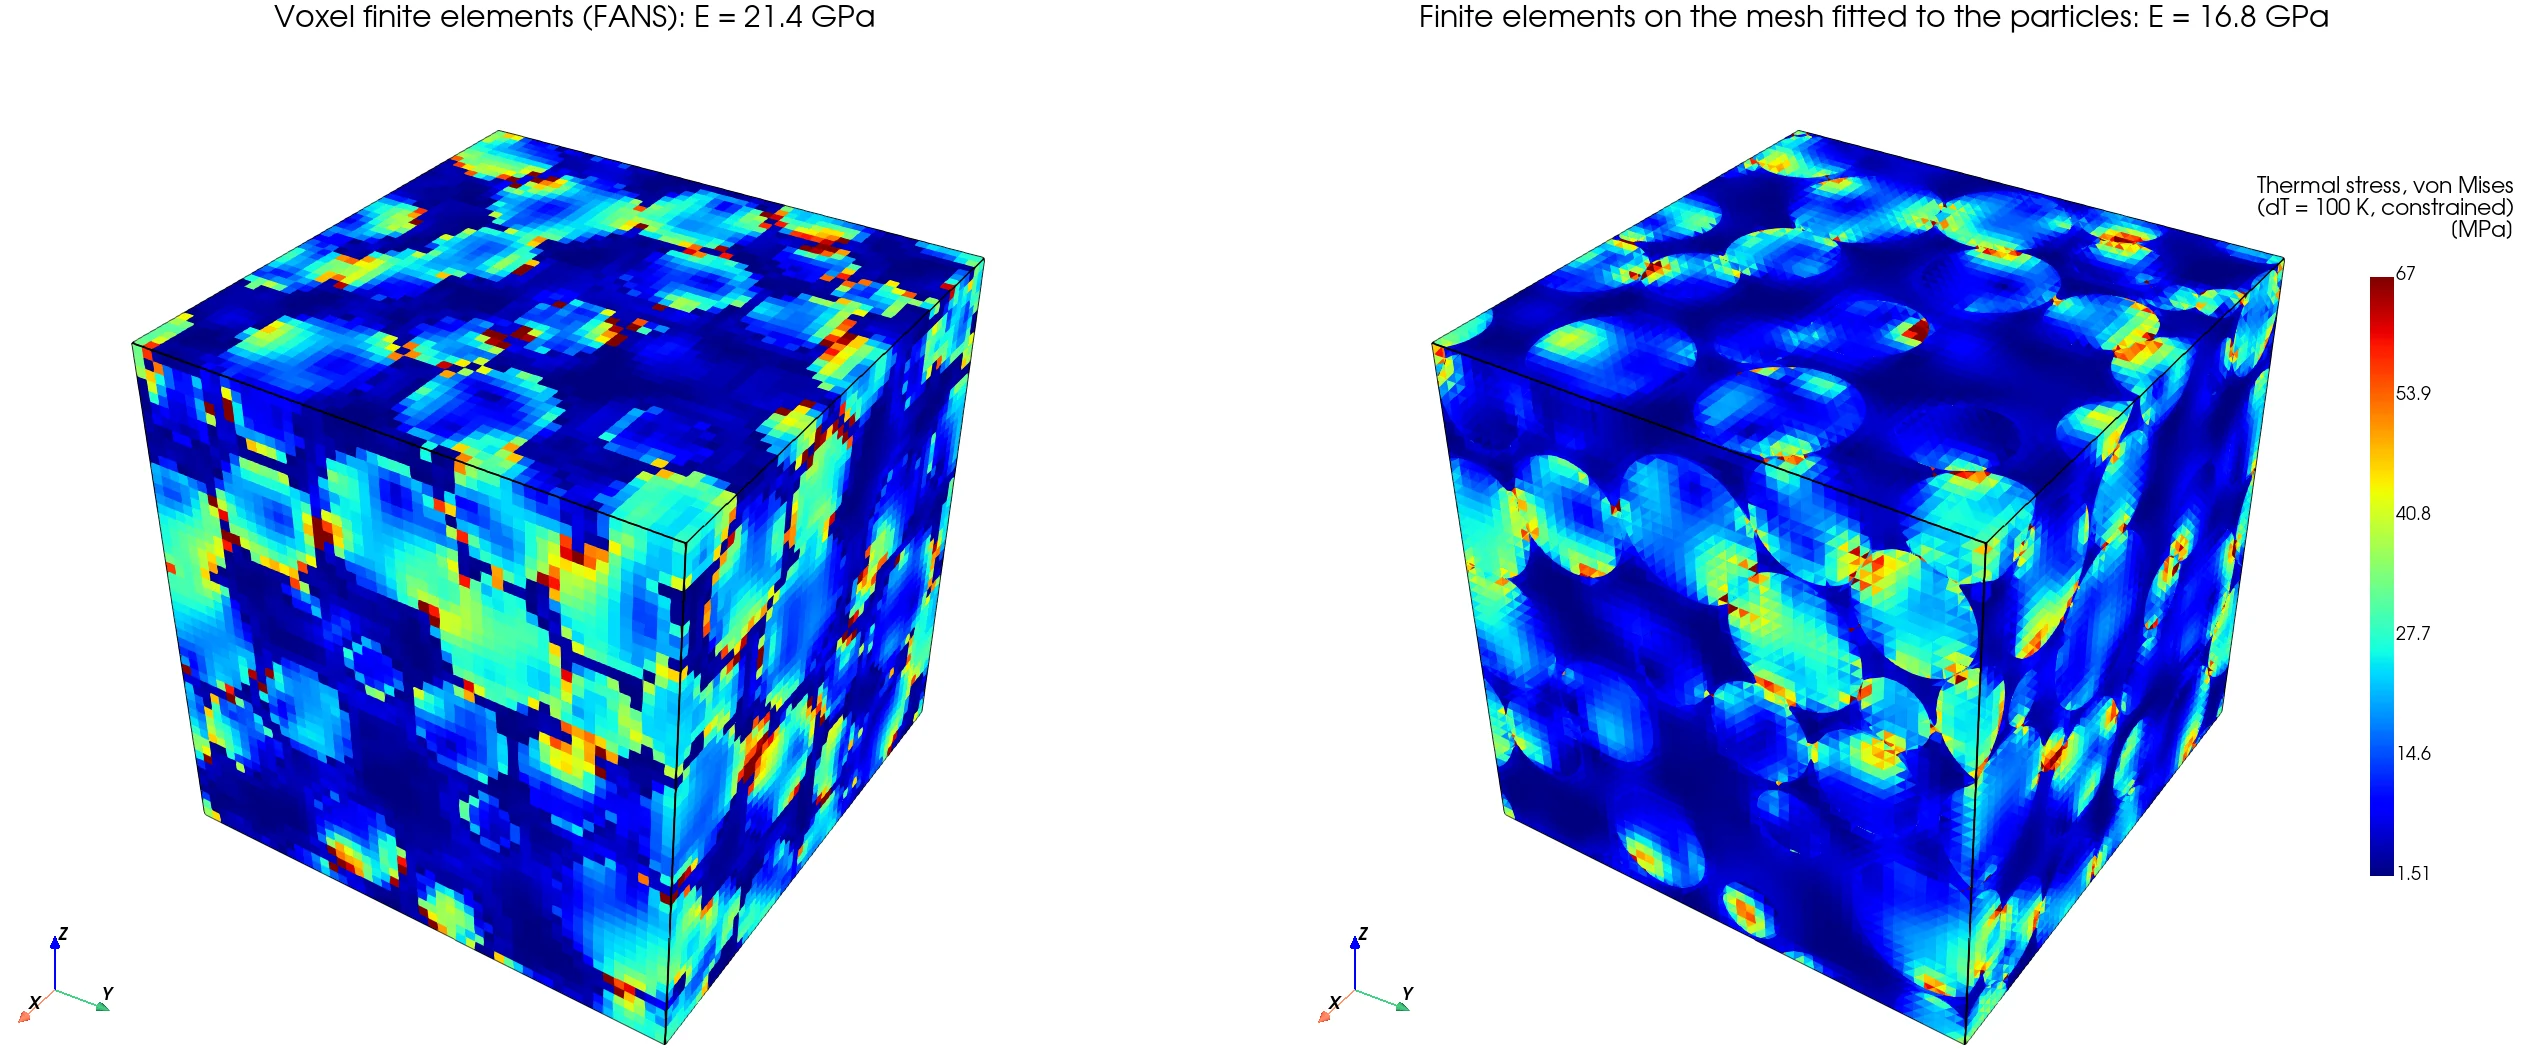 Voxel finite elements (FANS): E = 21.4 GPa
Finite elements on the mesh fitted to the particles: E = 16.8 GPa
Thermal stress, von Mises
(dT = 100 K, constrained)
[MPa]
67
53.9
40.8
27.7
14.6
1.51
Z
X
Y
Z
X
Y